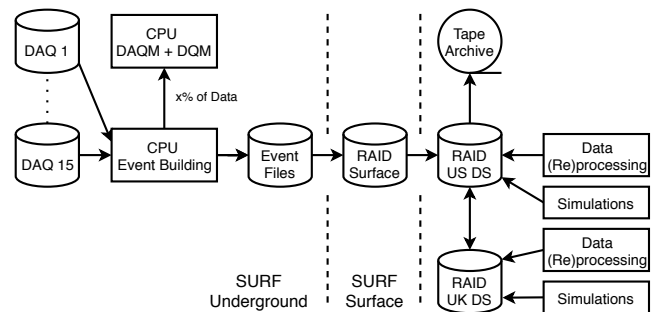 DAQ 1
CPU
DAQM + DQM
Tape
Archive
x% of Data
DAQ 15
CPU
Event Building
Event
Files
RAID
Surface
RAID
US DS
Data
(Re)processing
Simulations
Data
(Re)processing
RAID
UK DS
Simulations
SURF
Underground
SURF
Surface